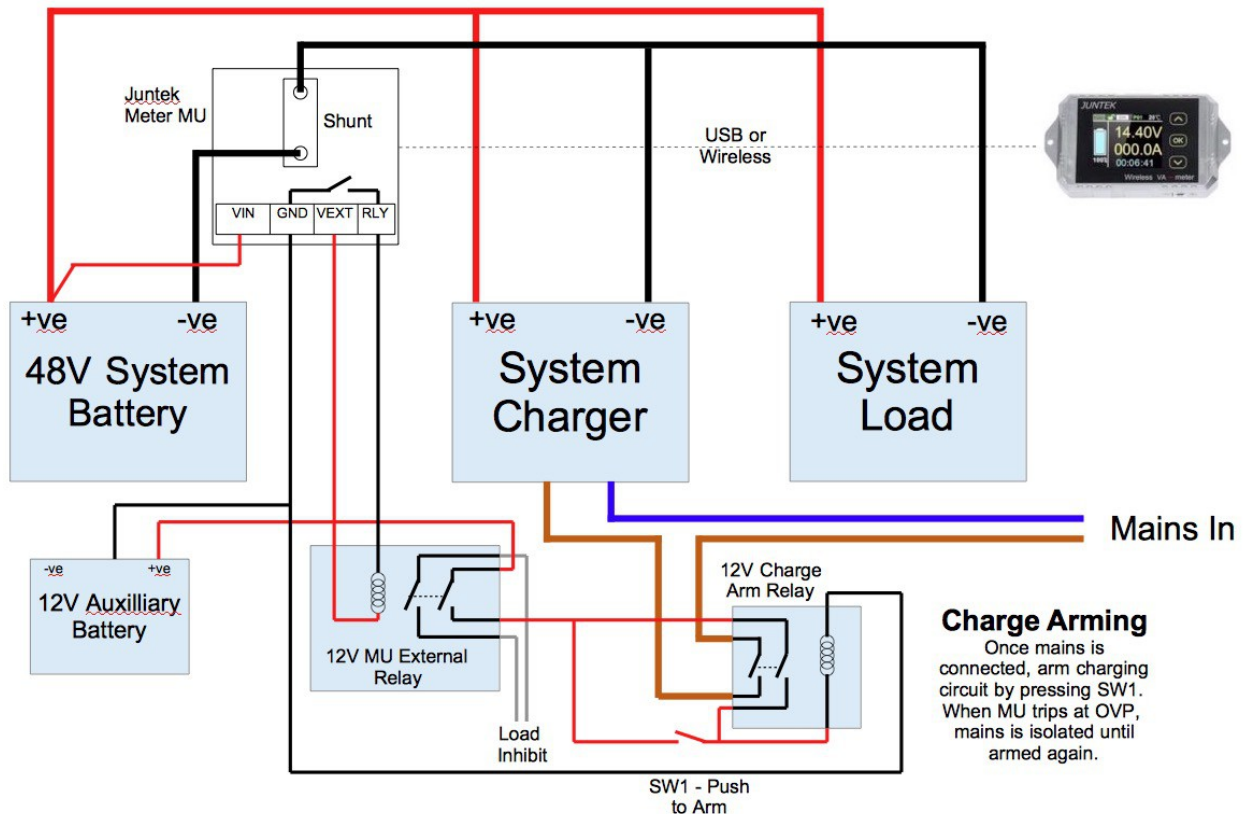 Juntek
Meter MU
Shunt
USB or
Wireless
JUNTEK
14.40V
000.0A
00:06:41
OK
Wireless VA meter
VIN GND VEXT RLY
+ve -ve
48V System
Battery
+ve -ve
System
Charger
+ve -ve
System
Load
Mains In
-ve +ve
12V Auxilliary
Battery
12V MU External
Relay
Load
Inhibit
12V Charge
Arm Relay
SW1 - Push
to Arm
Charge Arming
Once mains is
connected, arm charging
circuit by pressing SW1.
When MU trips at OVP,
mains is isolated until
armed again.